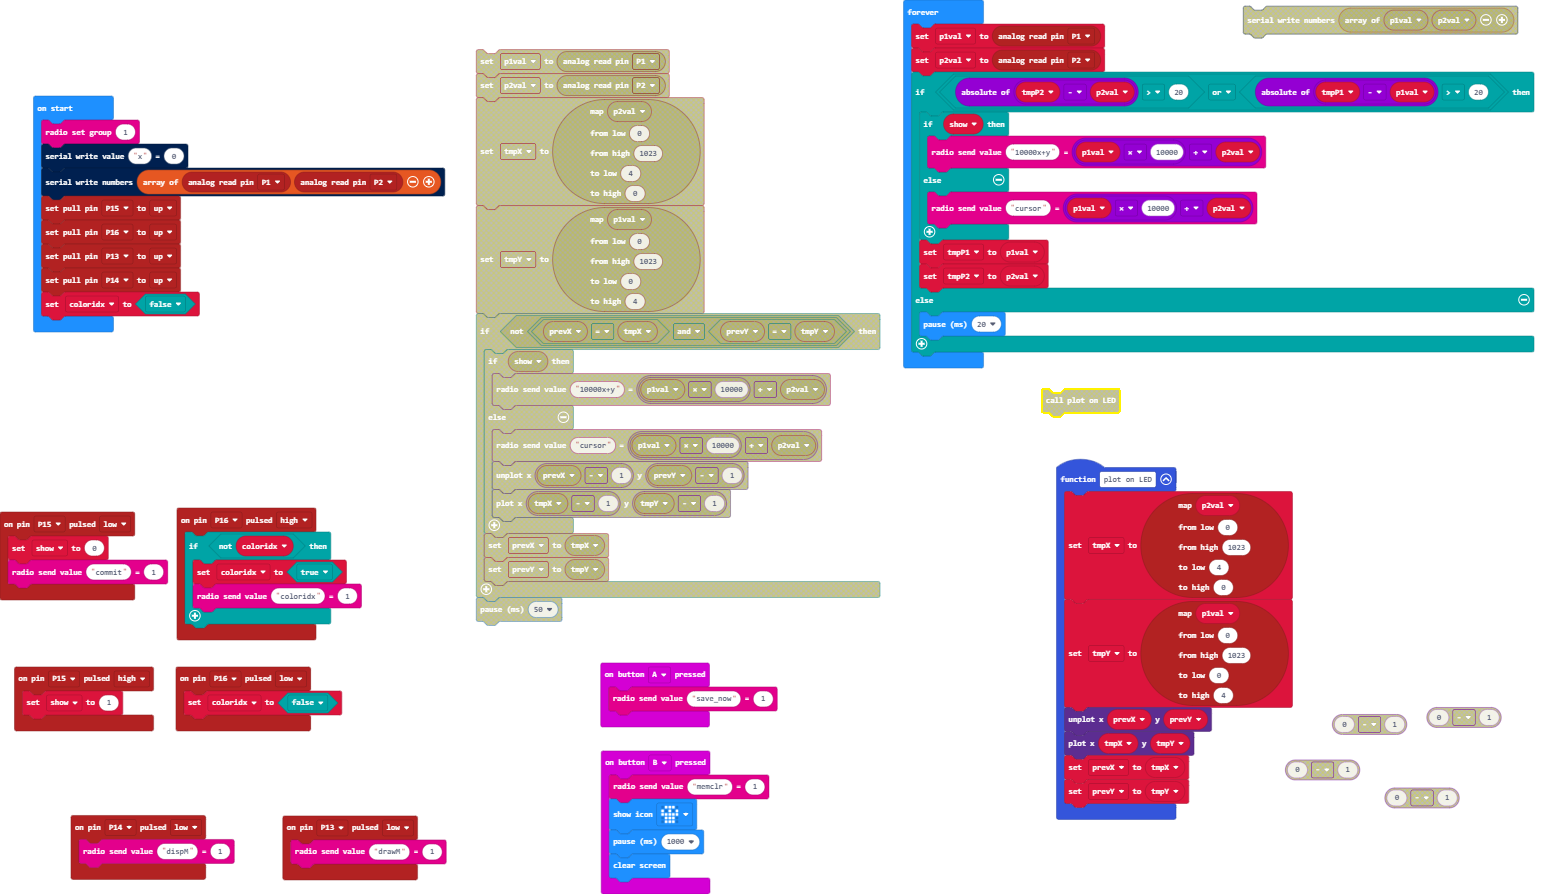 on start
radio set group 1
serial write value "x" = 0
serial write numbers array of analog read pin P1 analog read pin P2
set pull pin P15 to up
set pull pin P16 to up
set pull pin P13 to up
set pull pin P14 to up
set coloridx to false
on pin P15 pulsed low
set show to 0
radio send value "commit" = 1
on pin P16 pulsed high
if not coloridx then
set coloridx to true
radio send value "coloridx" = 1
on pin P15 pulsed high
set show to 1
on pin P16 pulsed low
set coloridx to false
on pin P14 pulsed low
radio send value "dispM" = 1
on pin P13 pulsed low
radio send value "drawM" = 1
set p1val to analog read pin P1
set p2val to analog read pin P2
set tmpX to map p2val
from low 0
from high 1023
to low 4
to high 0
set tmpY to map p1val
from low 0
from high 1023
to low 0
to high 4
if not prevX = tmpX and prevY = tmpY then
if show then
radio send value "10000x+y" = p1val × 10000 + p2val
else
radio send value "cursor" = p1val × 10000 + p2val
unplot x prevX - 1 y prevY - 1
plot x tmpX - 1 y tmpY - 1
set prevX to tmpX
set prevY to tmpY
pause (ms) 50
on button A pressed
radio send value "save_now" = 1
on button B pressed
radio send value "memclr" = 1
show icon
pause (ms) 1000
clear screen
forever
set p1val to analog read pin P1
set p2val to analog read pin P2
if absolute of tmpP2 - p2val > 20 or absolute of tmpP1 - p1val > 20 then
if show then
radio send value "10000x+y" = p1val × 10000 + p2val
else
radio send value "cursor" = p1val × 10000 + p2val
set tmpP1 to p1val
set tmpP2 to p2val
else
pause (ms) 20
serial write numbers array of p1val p2val
call plot on LED
function plot on LED
set tmpX to map p2val
from low 0
from high 1023
to low 4
to high 0
set tmpY to map p1val
from low 0
from high 1023
to low 0
to high 4
unplot x prevX y prevY
plot x tmpX y tmpY
set prevX to tmpX
set prevY to tmpY
0 - 1
0 - 1
0 - 1
0 - 1